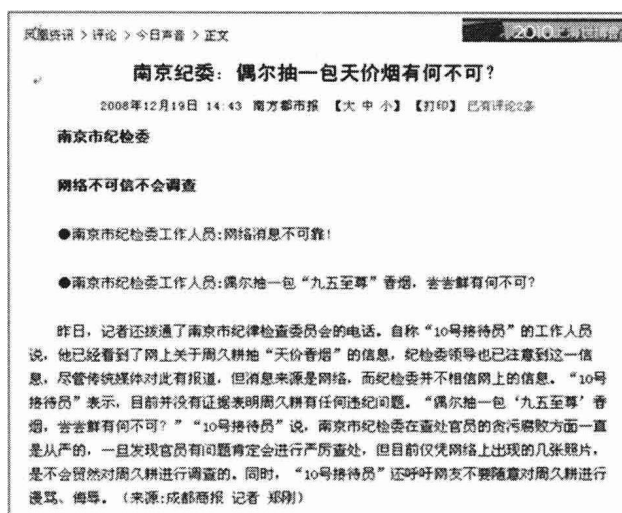 凤凰资讯 > 评论 > 今日声音 > 正文
2010
南京纪委：偶尔抽一包天价烟有何不可？
2008年12月19日 14:43 南方都市报 【大 中 小】 【打印】 已有评论2条
南京市纪检委
网络不可信不会调查
●南京市纪检委工作人员:网络消息不可靠!
●南京市纪检委工作人员:偶尔抽一包“九五至尊”香烟，尝尝鲜有何不可?
昨日，记者还拨通了南京市纪律检查委员会的电话。自称“10号接待员”的工作人员
说，他已经看到了网上关于周久耕抽“天价香烟”的信息，纪检委领导也已注意到这一信
息，尽管传统媒体对此有报道，但消息来源是网络，而纪检委并不相信网上的信息。“10号
接待员”表示，目前并没有证据表明周久耕有任何违纪问题。“偶尔抽一包‘九五至尊’香
烟，尝尝鲜有何不可？”“10号接待员”说，南京市纪检委在查处官员的贪污腐败方面一直
是从严的，一旦发现官员有问题肯定会进行严厉查处，但目前仅凭网络上出现的几张照片，
是不会贸然对周久耕进行调查的。同时，“10号接待员”还呼吁网友不要随意对周久耕进行
谩骂、侮辱。（来源:成都商报 记者 郑刚）